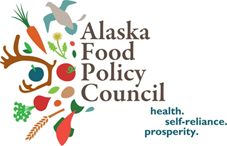 Alaska
Food
Policy
Council
health.
self-reliance.
prosperity.